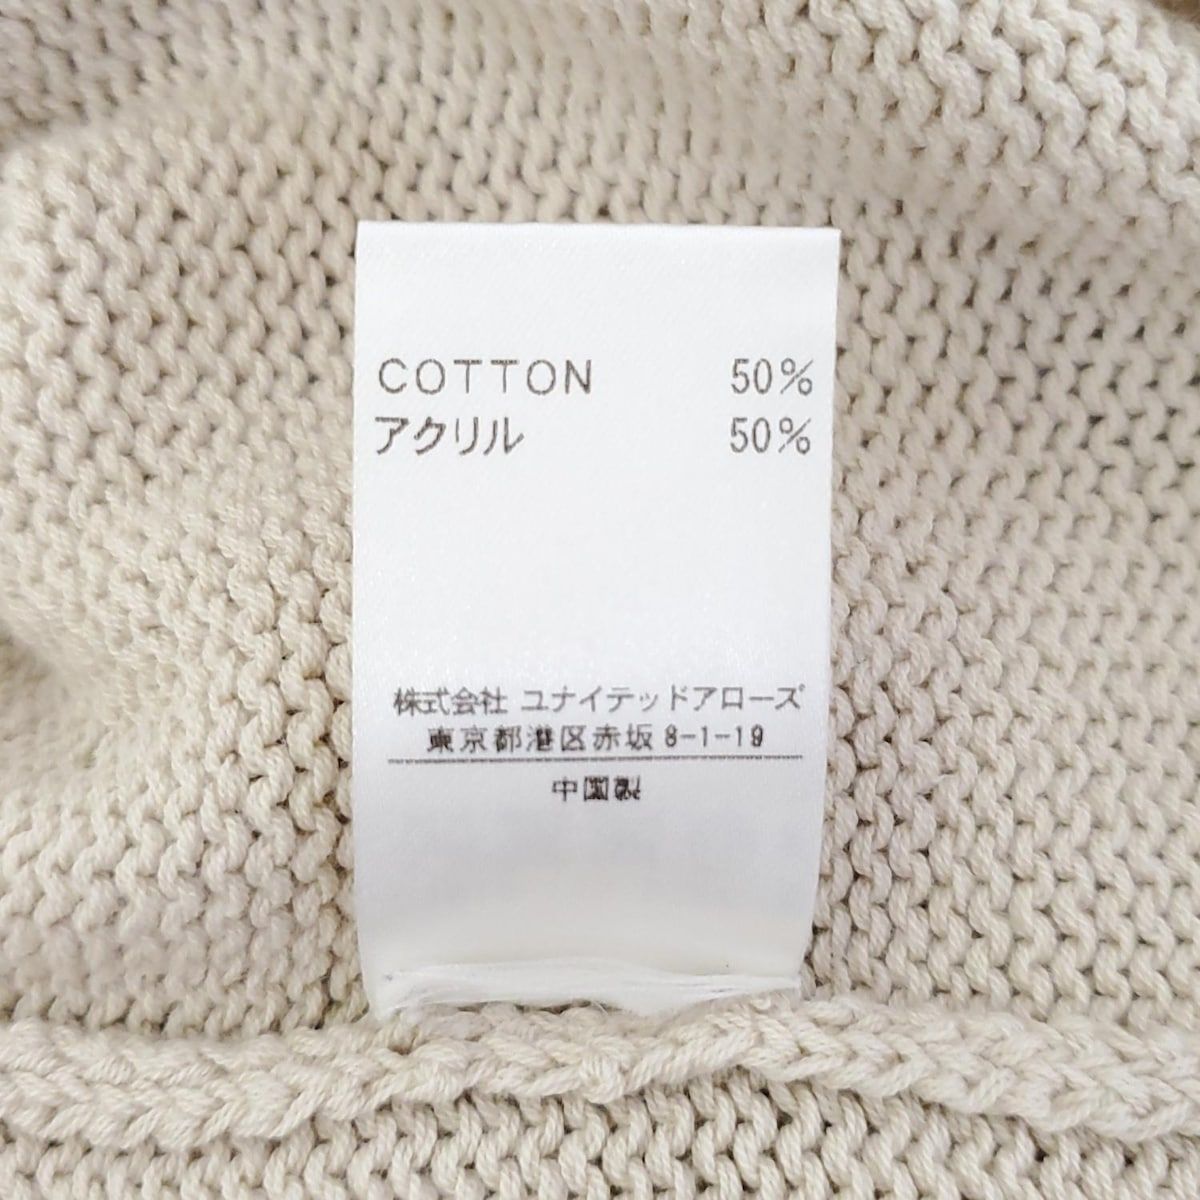 COTTON 50%
アクリル 50%
株式会社 ユナイテッドアローズ
東京都港区赤坂 8-1-19
中国製